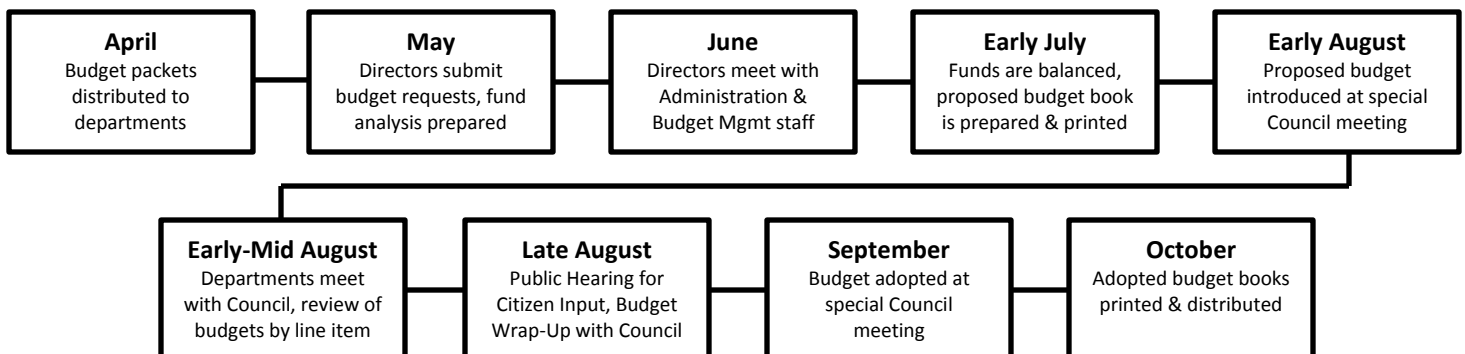 April
Budget packets
distributed to
departments
May
Directors submit
budget requests, fund
analysis prepared
June
Directors meet with
Administration &
Budget Mgmt staff
Early July
Funds are balanced,
proposed budget book
is prepared & printed
Early August
Proposed budget
introduced at special
Council meeting
Early-Mid August
Departments meet
with Council, review of
budgets by line item
Late August
Public Hearing for
Citizen Input, Budget
Wrap-Up with Council
September
Budget adopted at
special Council
meeting
October
Adopted budget books
printed & distributed